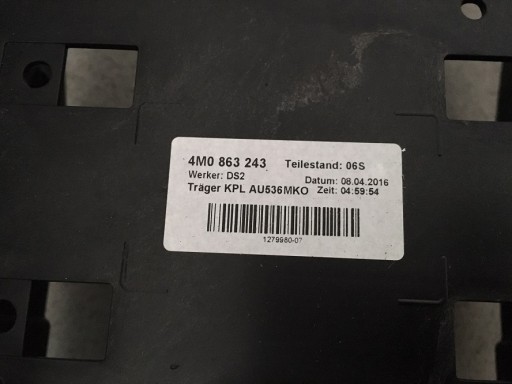 4M0 863 243 Teilestand: 06S
Werker: DS2 Datum: 08.04.2016
Träger KPL AU536MKO Zeit: 04:59:54
1279980-07